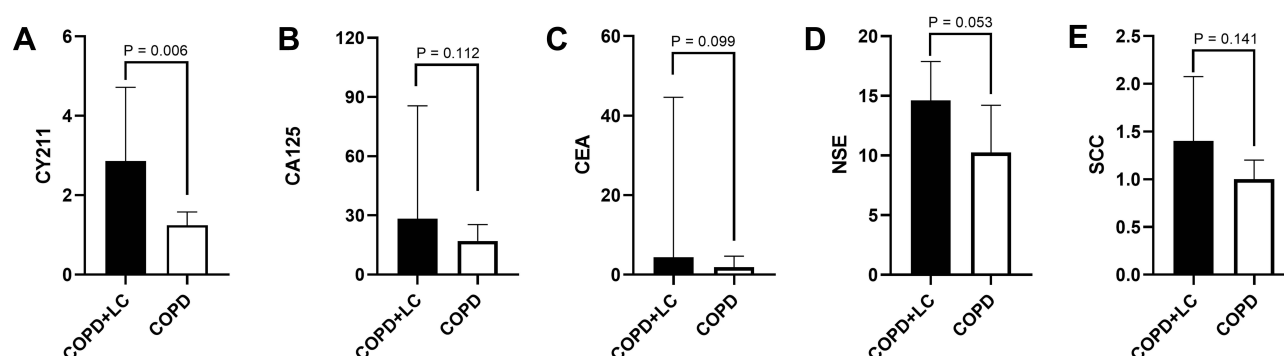 A
CY211
6
4
2
0
P = 0.006
COPD+LC
COPD
B
CA125
120
90
60
30
0
P = 0.112
COPD+LC
COPD
C
CEA
60
40
20
0
P = 0.099
COPD+LC
COPD
D
NSE
20
15
10
5
0
P = 0.053
COPD+LC
COPD
E
SCC
2.5
2.0
1.5
1.0
0.5
0.0
P = 0.141
COPD+LC
COPD